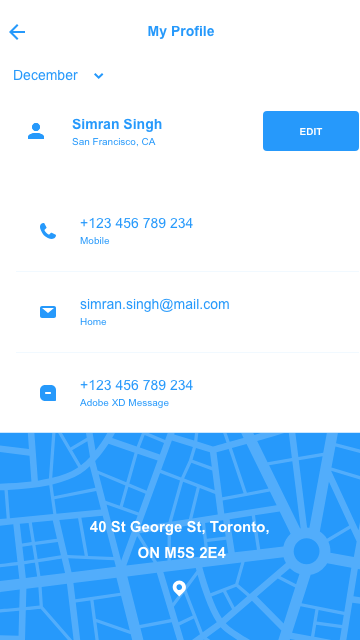 My Profile
December
Simran Singh
San Francisco, CA
EDIT
+123 456 789 234
Mobile
simran.singh@mail.com
Home
+123 456 789 234
Adobe XD Message
40 St George St, Toronto,
ON M5S 2E4